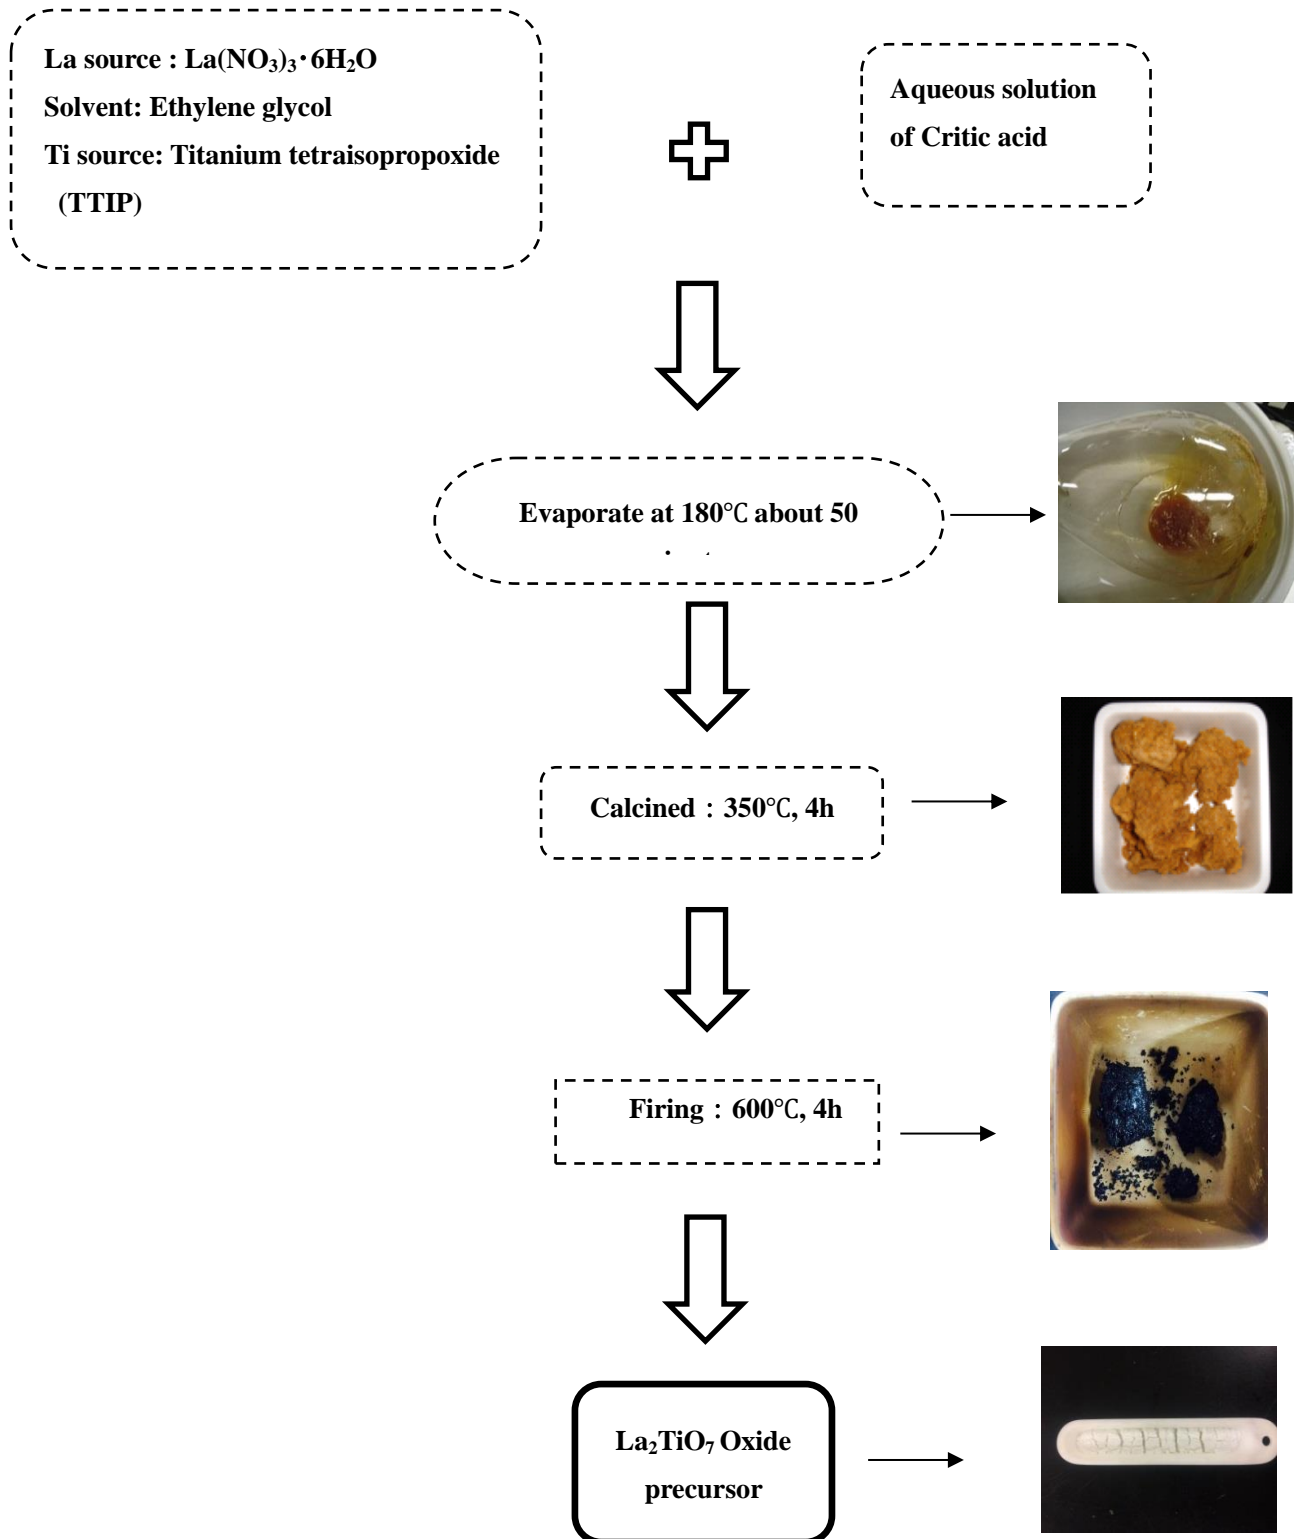 La source : La(NO₃)₃·6H₂O
Solvent: Ethylene glycol
Ti source: Titanium tetraisopropoxide
(TTIP)
Aqueous solution
of Critic acid
Evaporate at 180℃ about 50
Calcined：350℃, 4h
Firing：600℃, 4h
La₂TiO₇ Oxide
precursor